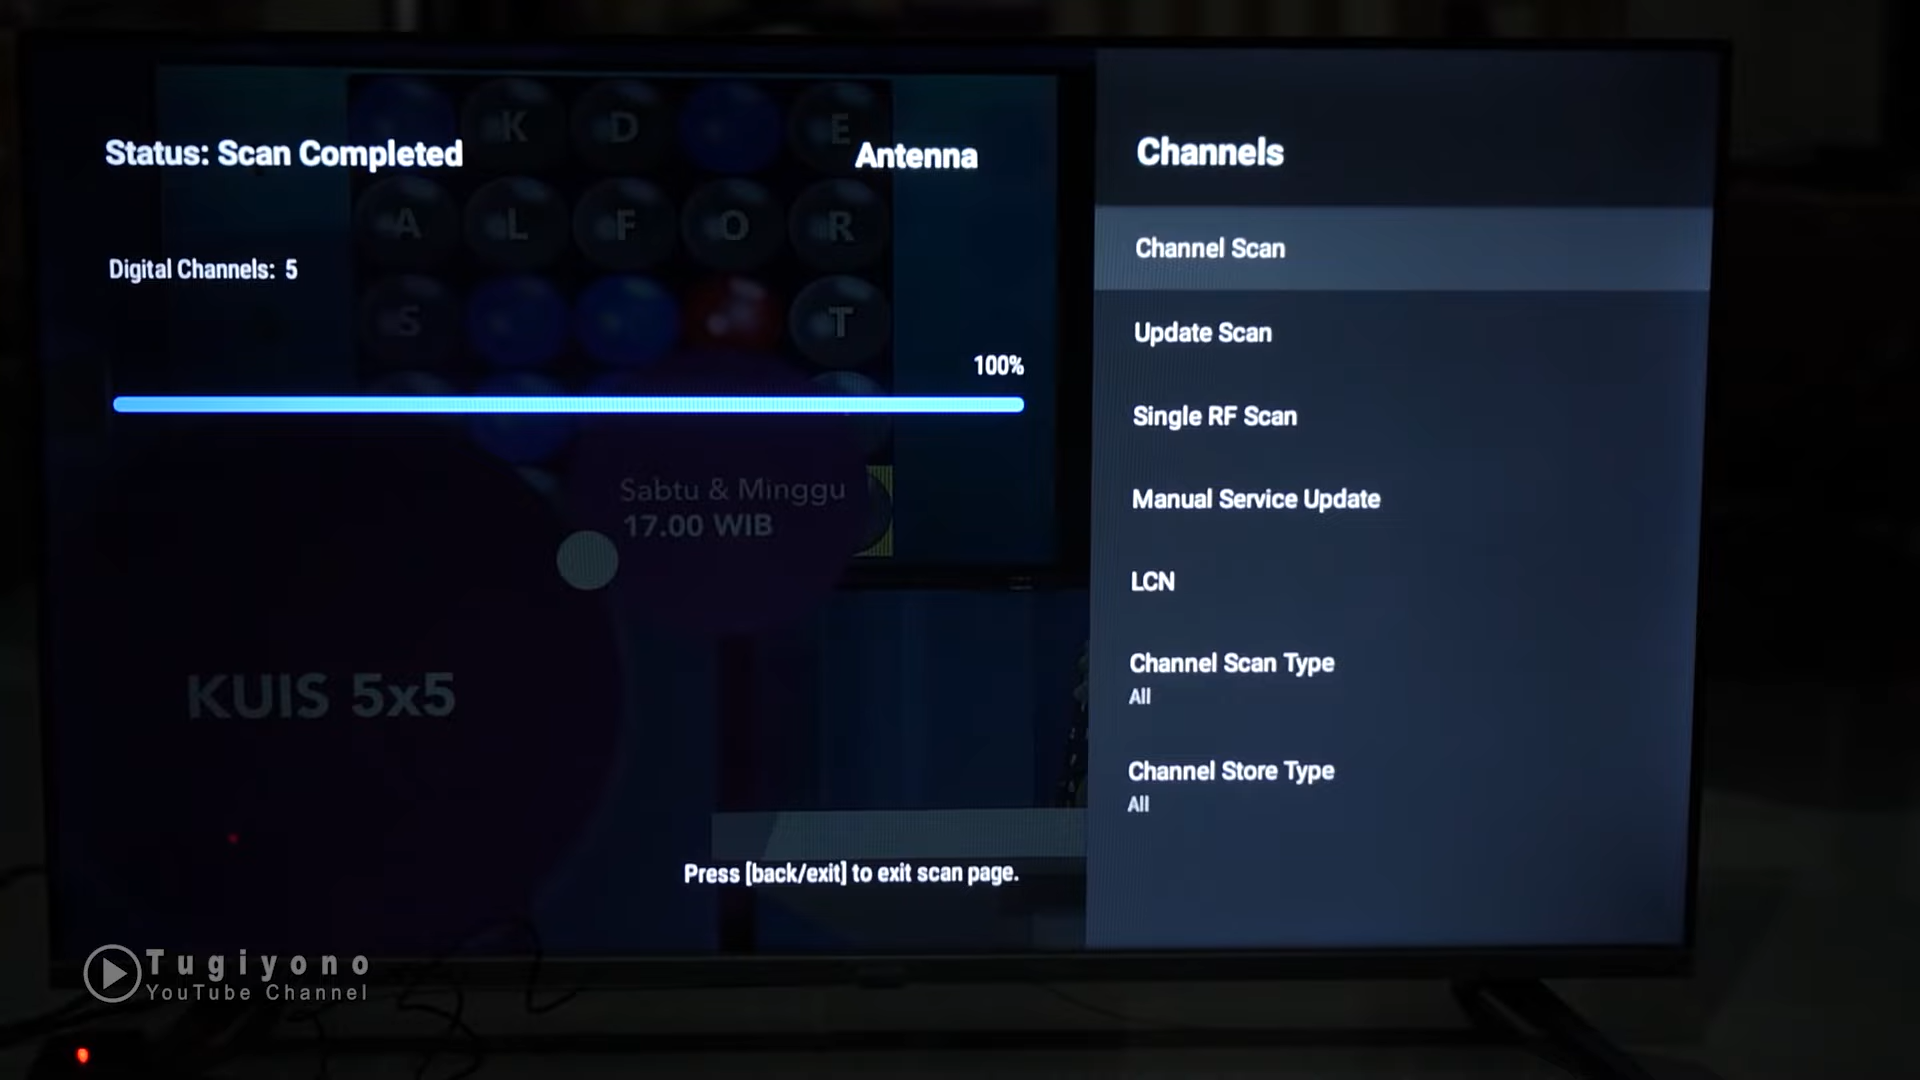 K D E
Status: Scan Completed
Antenna
A L F O R
Digital Channels: 5
S T
100%
Sabtu & Minggu
17.00 WIB
KUIS 5x5
Press [back/exit] to exit scan page.
Channels
Channel Scan
Update Scan
Single RF Scan
Manual Service Update
LCN
Channel Scan Type
All
Channel Store Type
All
Tugiyono
YouTube Channel